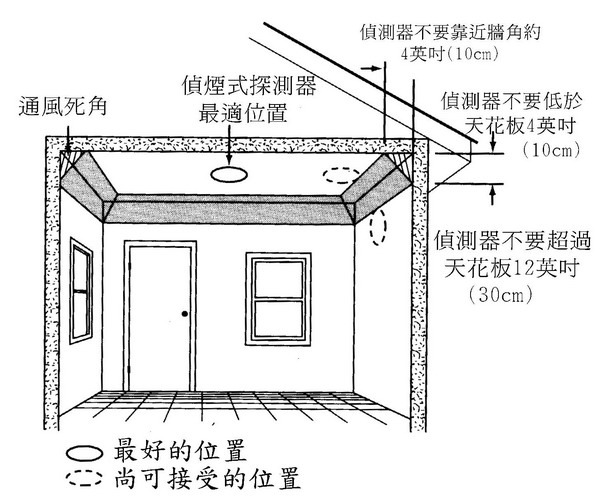 偵測器不要靠近牆角約
4英吋(10cm)
偵煙式探測器
最適位置
通風死角
偵測器不要低於
天花板4英吋
(10cm)
偵測器不要超過
天花板12英吋
(30cm)
最好的位置
尚可接受的位置